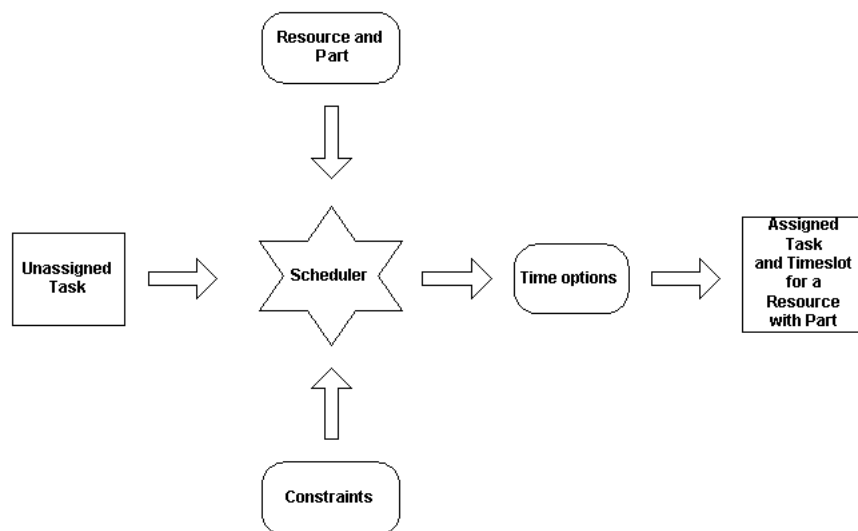 Resource and
Part
Unassigned
Task
Scheduler
Time options
Assigned
Task
and Timeslot
for a
Resource
with Part
Constraints